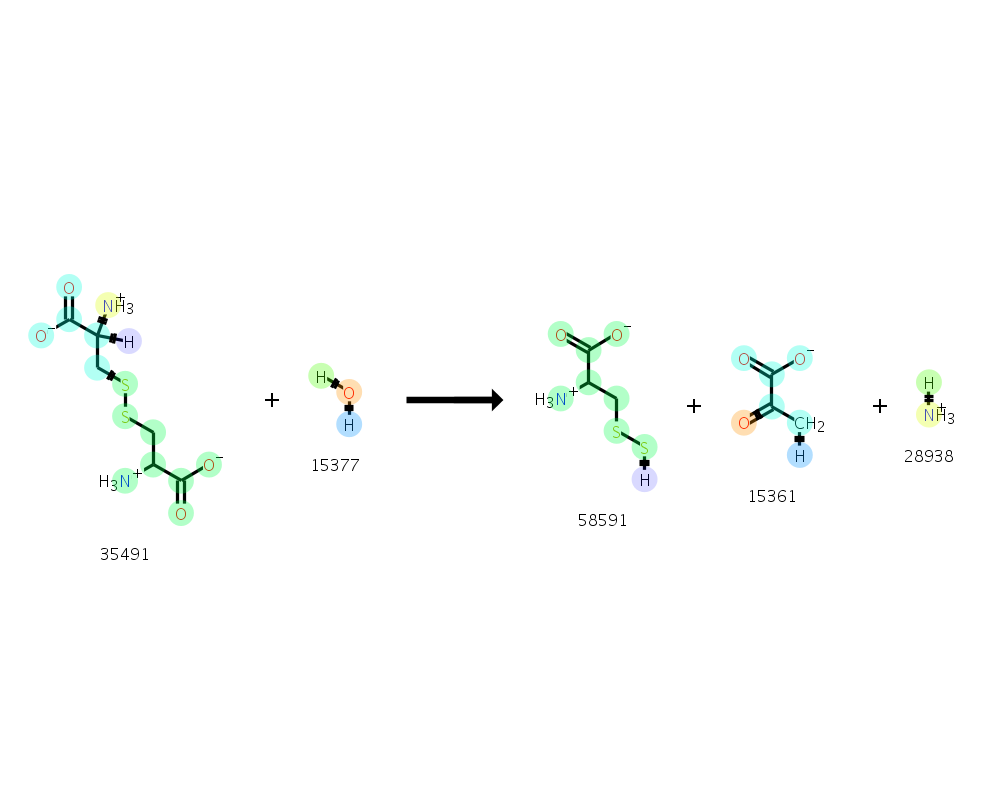 O
NH3+
O−
H
S
S
H3N+
O−
O
35491
+
H
O
H
15377
O
O−
H3N+
S
S
H
58591
+
O
O−
O
CH2
H
15361
+
H
NH3+
28938